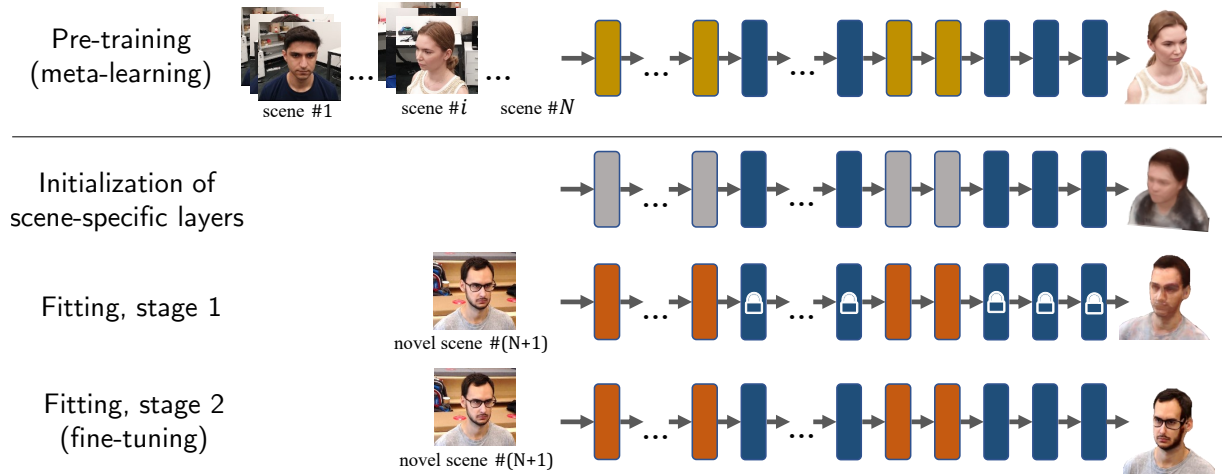 Pre-training
(meta-learning)
...
...
scene #1
scene #i
scene #N
...
...
Initialization of
scene-specific layers
...
...
Fitting, stage 1
novel scene #(N+1)
...
...
Fitting, stage 2
(fine-tuning)
novel scene #(N+1)
...
...